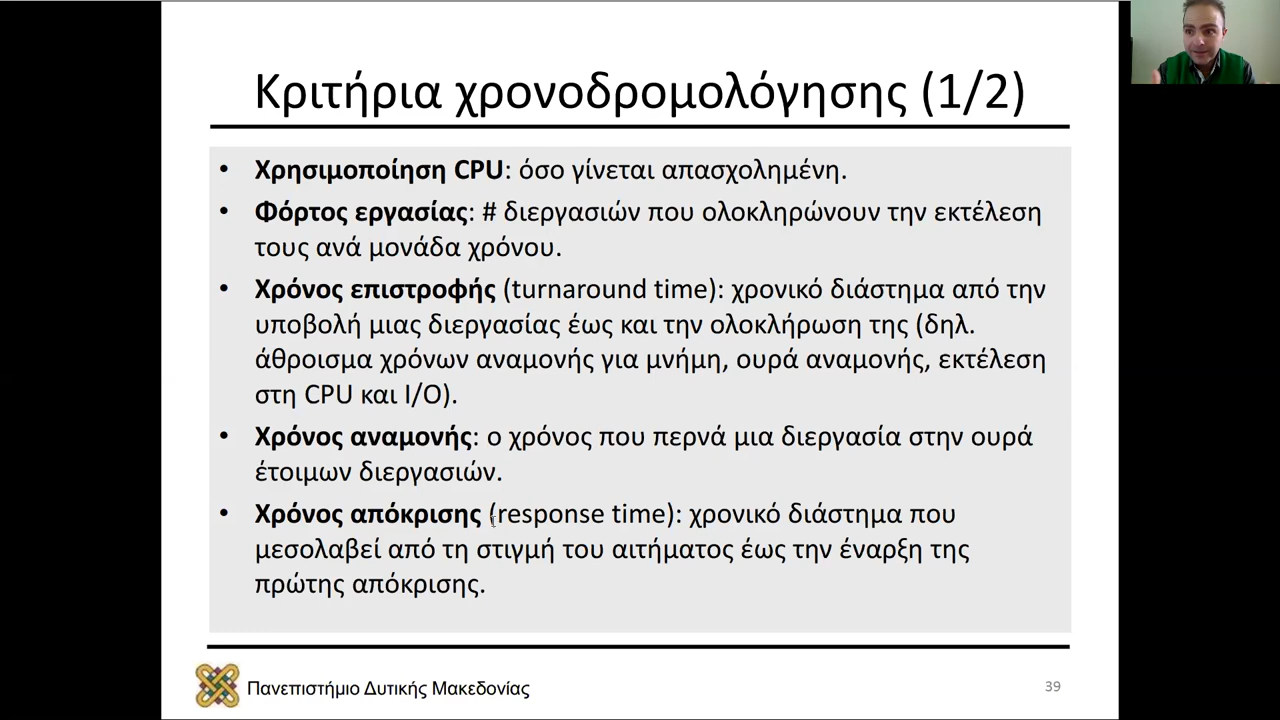 Κριτήρια χρονοδρομολόγησης (1/2)
• Χρησιμοποίηση CPU: όσο γίνεται απασχολημένη.
• Φόρτος εργασίας: # διεργασιών που ολοκληρώνουν την εκτέλεση
τους ανά μονάδα χρόνου.
• Χρόνος επιστροφής (turnaround time): χρονικό διάστημα από την
υποβολή μιας διεργασίας έως και την ολοκλήρωση της (δηλ.
άθροισμα χρόνων αναμονής για μνήμη, ουρά αναμονής, εκτέλεση
στη CPU και I/O).
• Χρόνος αναμονής: ο χρόνος που περνά μια διεργασία στην ουρά
έτοιμων διεργασιών.
• Χρόνος απόκρισης (response time): χρονικό διάστημα που
μεσολαβεί από τη στιγμή του αιτήματος έως την έναρξη της
πρώτης απόκρισης.
Πανεπιστήμιο Δυτικής Μακεδονίας
39